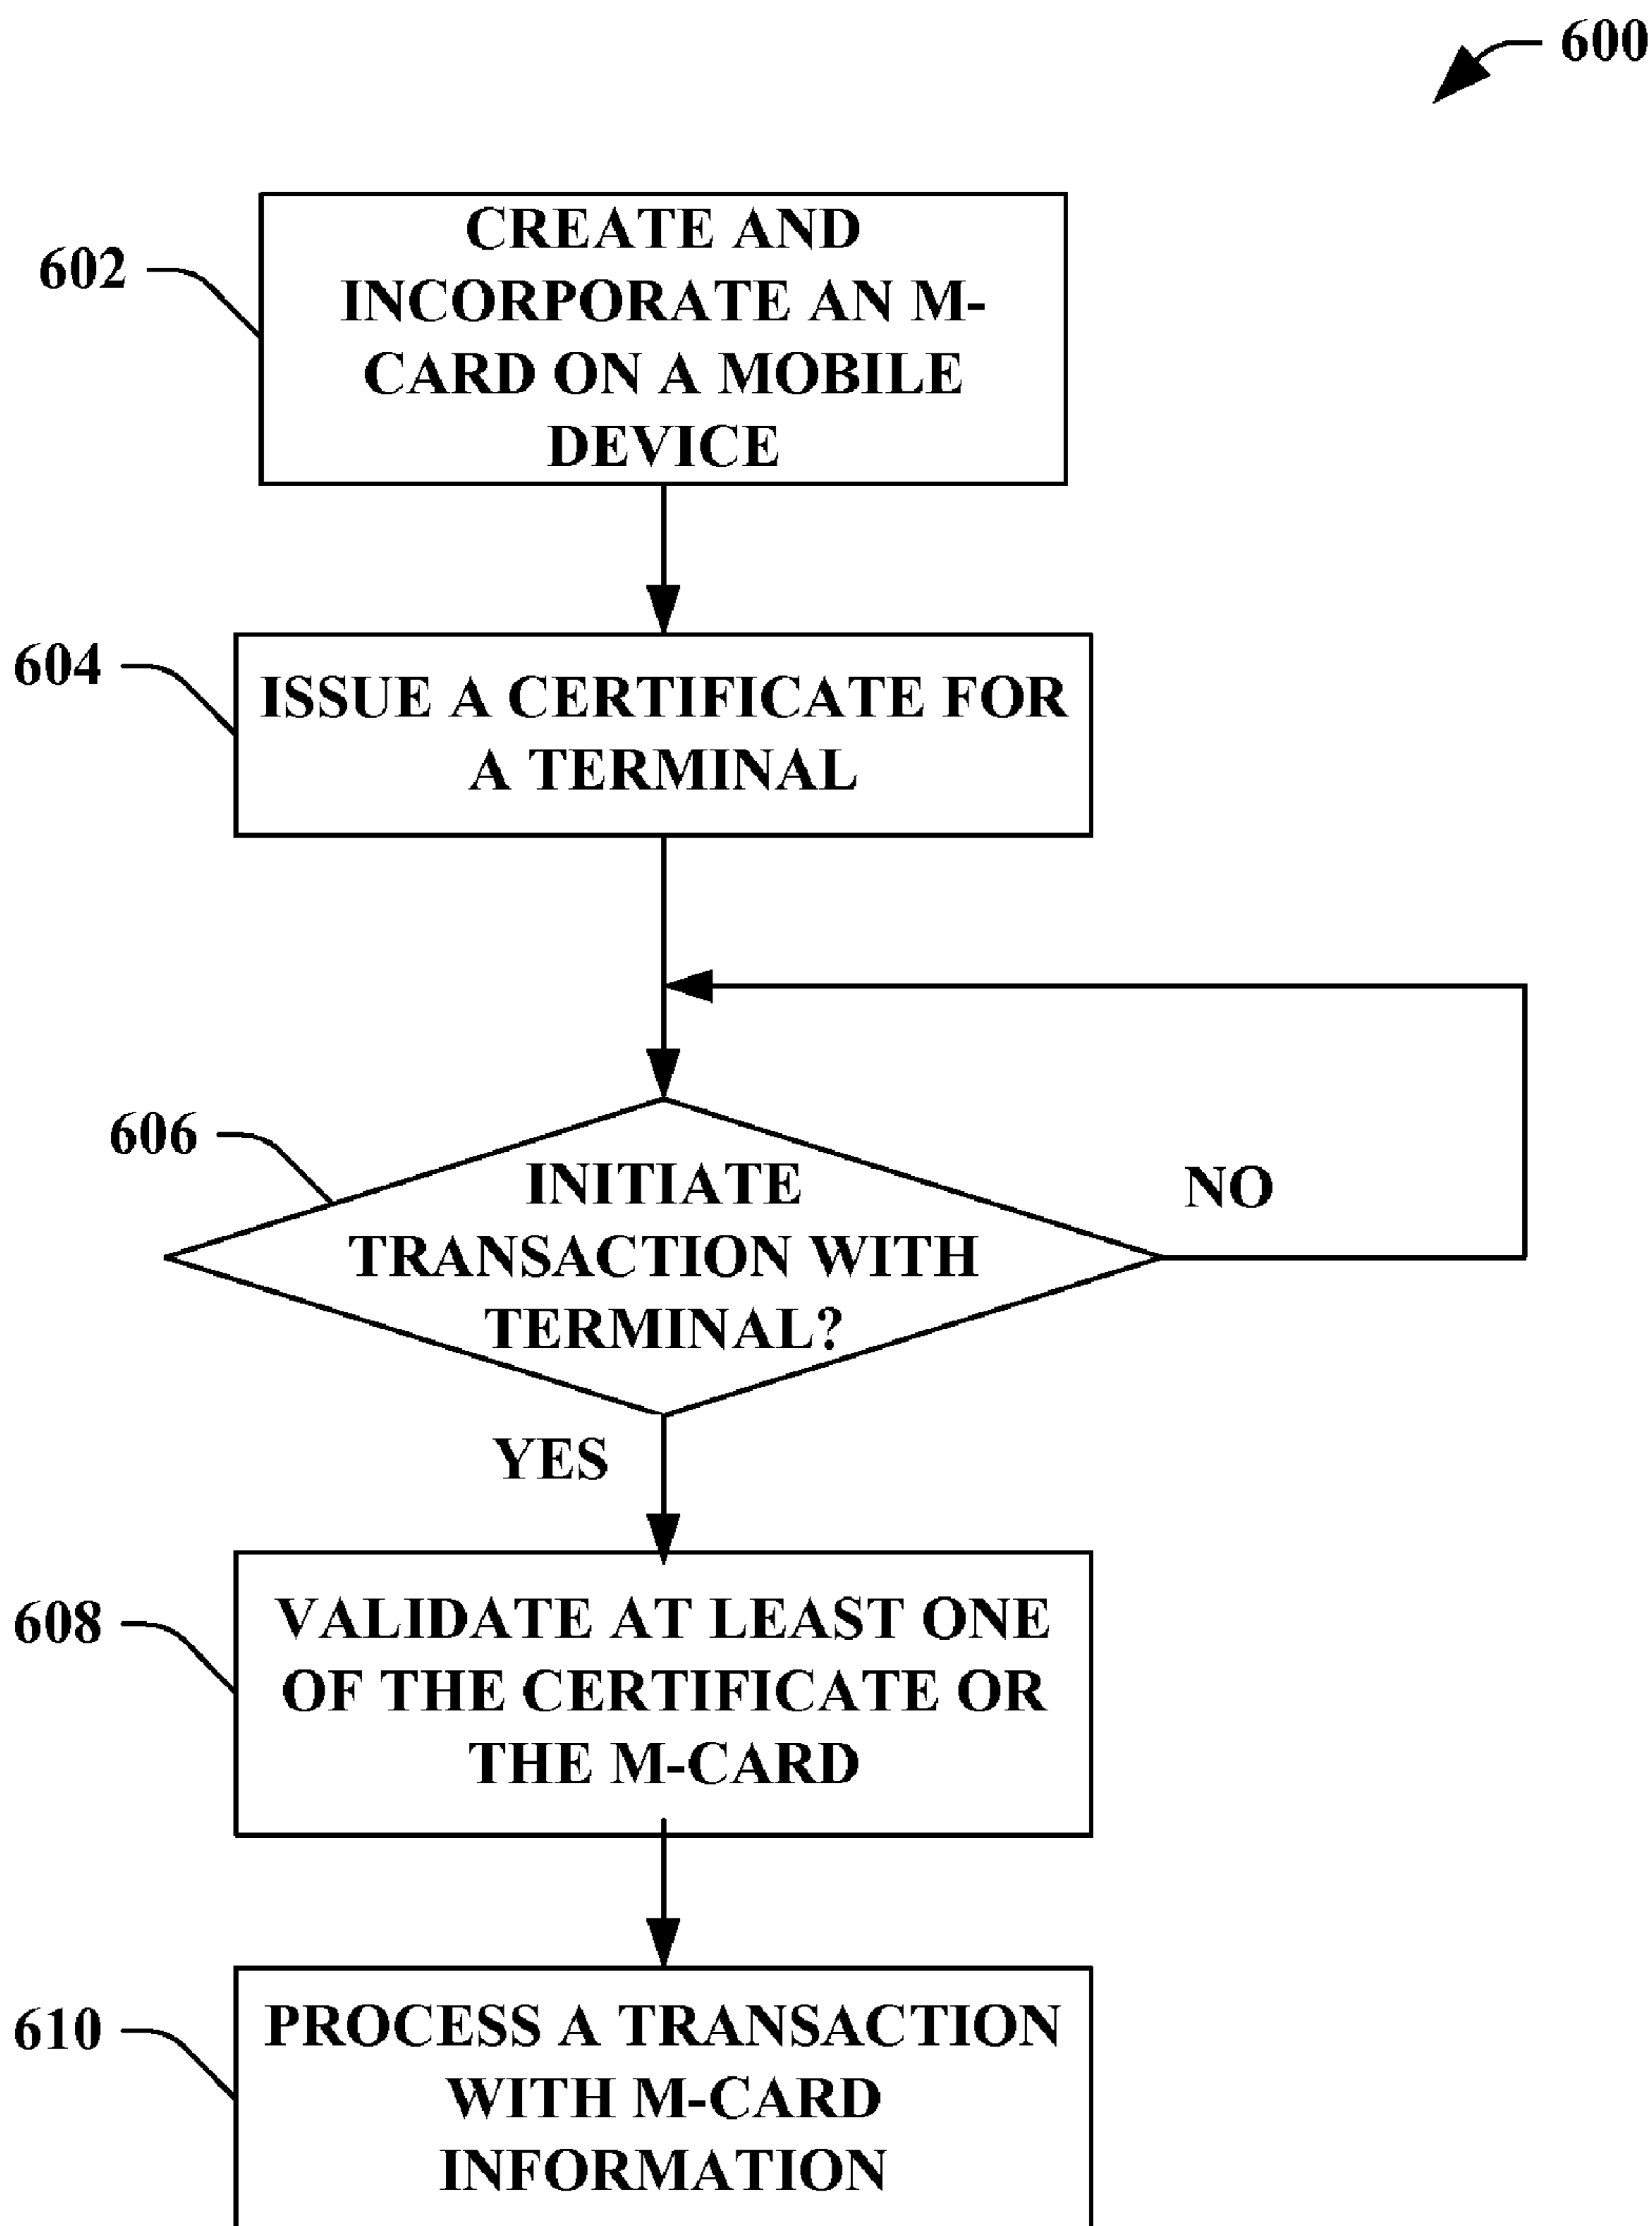 600
602
CREATE AND
INCORPORATE AN M-
CARD ON A MOBILE
DEVICE
604
ISSUE A CERTIFICATE FOR
A TERMINAL
606
INITIATE
TRANSACTION WITH
TERMINAL?
NO
YES
608
VALIDATE AT LEAST ONE
OF THE CERTIFICATE OR
THE M-CARD
610
PROCESS A TRANSACTION
WITH M-CARD
INFORMATION